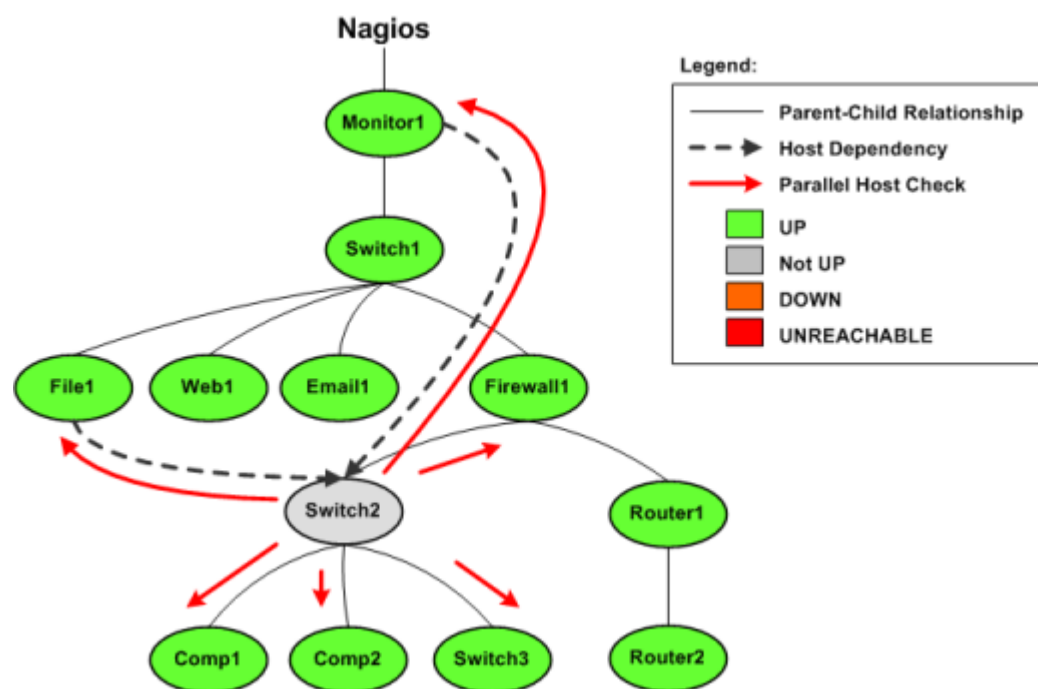 Nagios
Monitor1
Switch1
File1
Web1
Email1
Firewall1
Switch2
Router1
Comp1
Comp2
Switch3
Router2
Legend:
Parent-Child Relationship
Host Dependency
Parallel Host Check
UP
Not UP
DOWN
UNREACHABLE